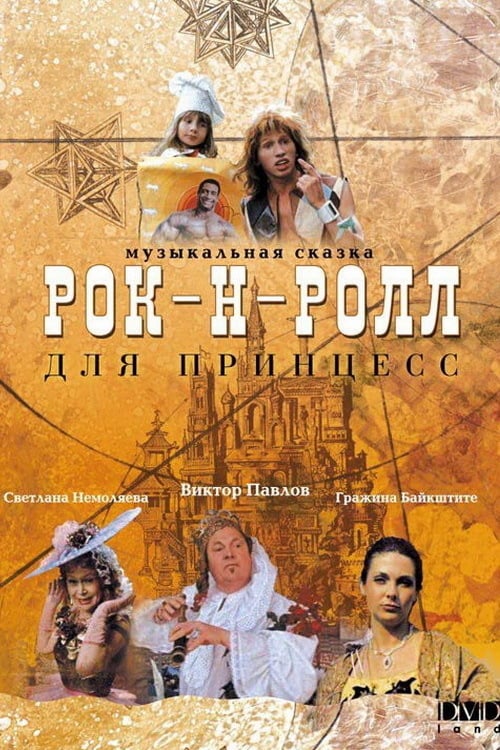 МУЗЫКАЛЬНАЯ СКАЗКА
РОК-Н-РОЛЛ
ДЛЯ ПРИНЦЕСС
Светлана Немоляева
Виктор Павлов
Гражина Байкштите
DVD
land